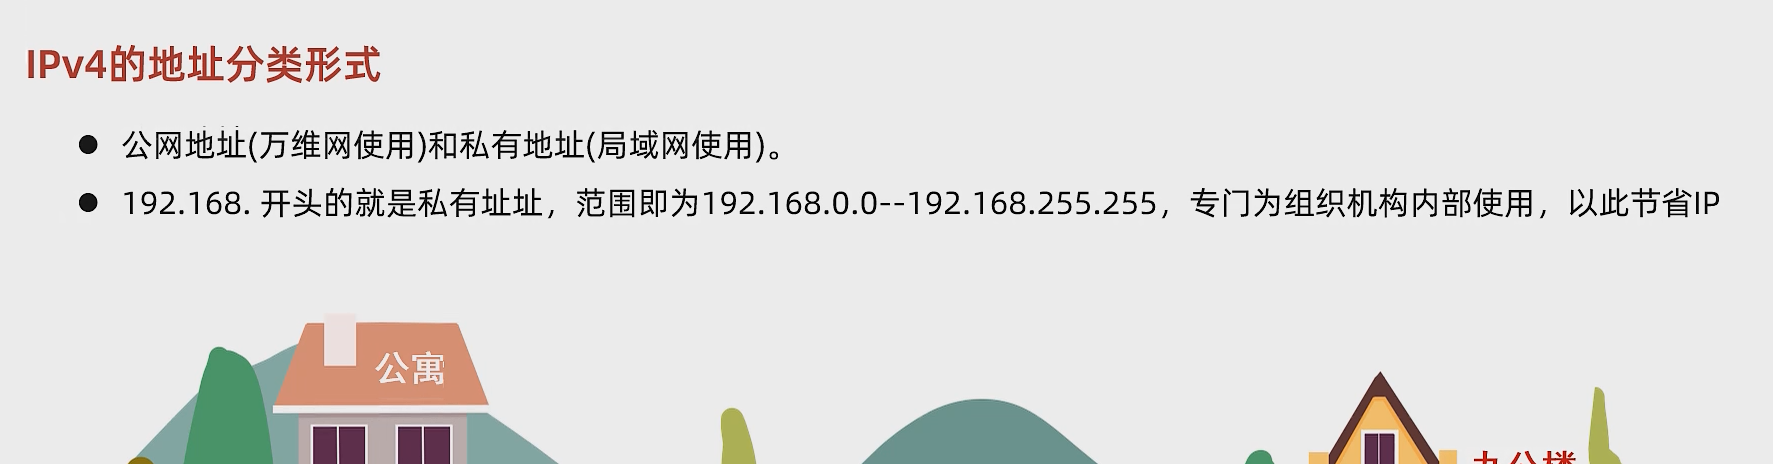 IPv4的地址分类形式
公网地址(万维网使用)和私有地址(局域网使用)。
192.168. 开头的就是私有址址，范围即为192.168.0.0--192.168.255.255，专门为组织机构内部使用，以此节省IP
公寓
办公楼